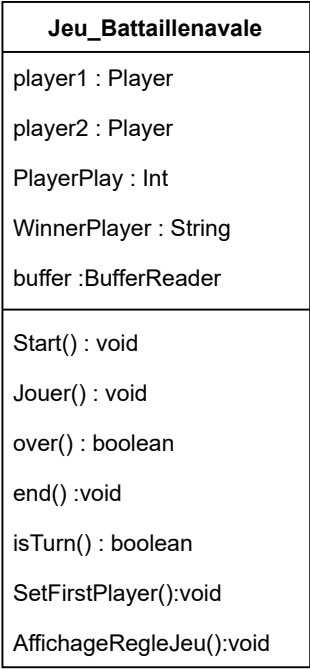 Jeu_Battaillenavale
player1 : Player
player2 : Player
PlayerPlay : Int
WinnerPlayer : String
buffer :BufferReader
Start() : void
Jouer() : void
over() : boolean
end() :void
isTurn() : boolean
SetFirstPlayer():void
AffichageRegleJeu():void